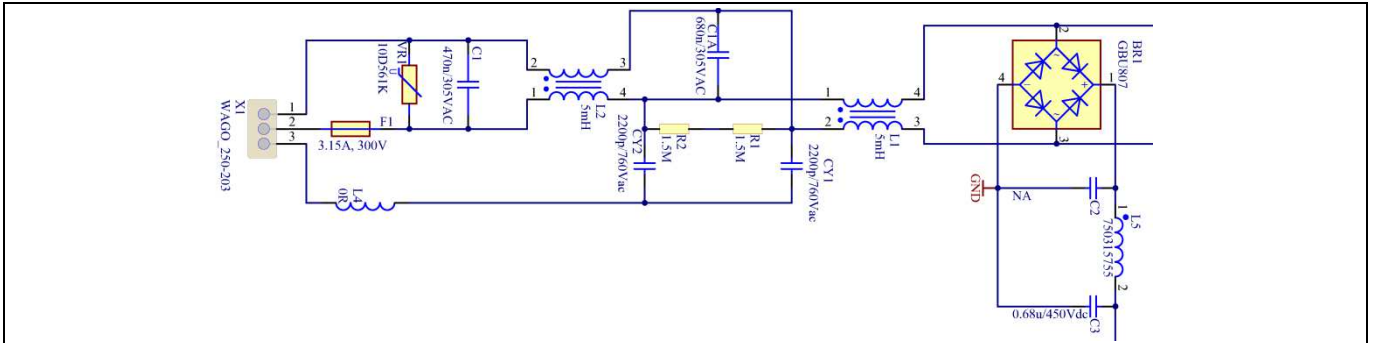 X1
WAGO_250-203
1
2
3
F1
3.15A, 300V
L4
0R
VR1
10D561K
U
C1
470n/305VAC
2
3
1
4
L2
5mH
C1A
680n/305VAC
CY2
2200p/760Vac
R2
1.5M
R1
1.5M
CY1
2200p/760Vac
1
4
2
3
L1
5mH
BR1
GBU807
2
4
1
3
~
~
-
+
GND
NA
C2
1
L5
750315755
2
0.68u/450Vdc
C3